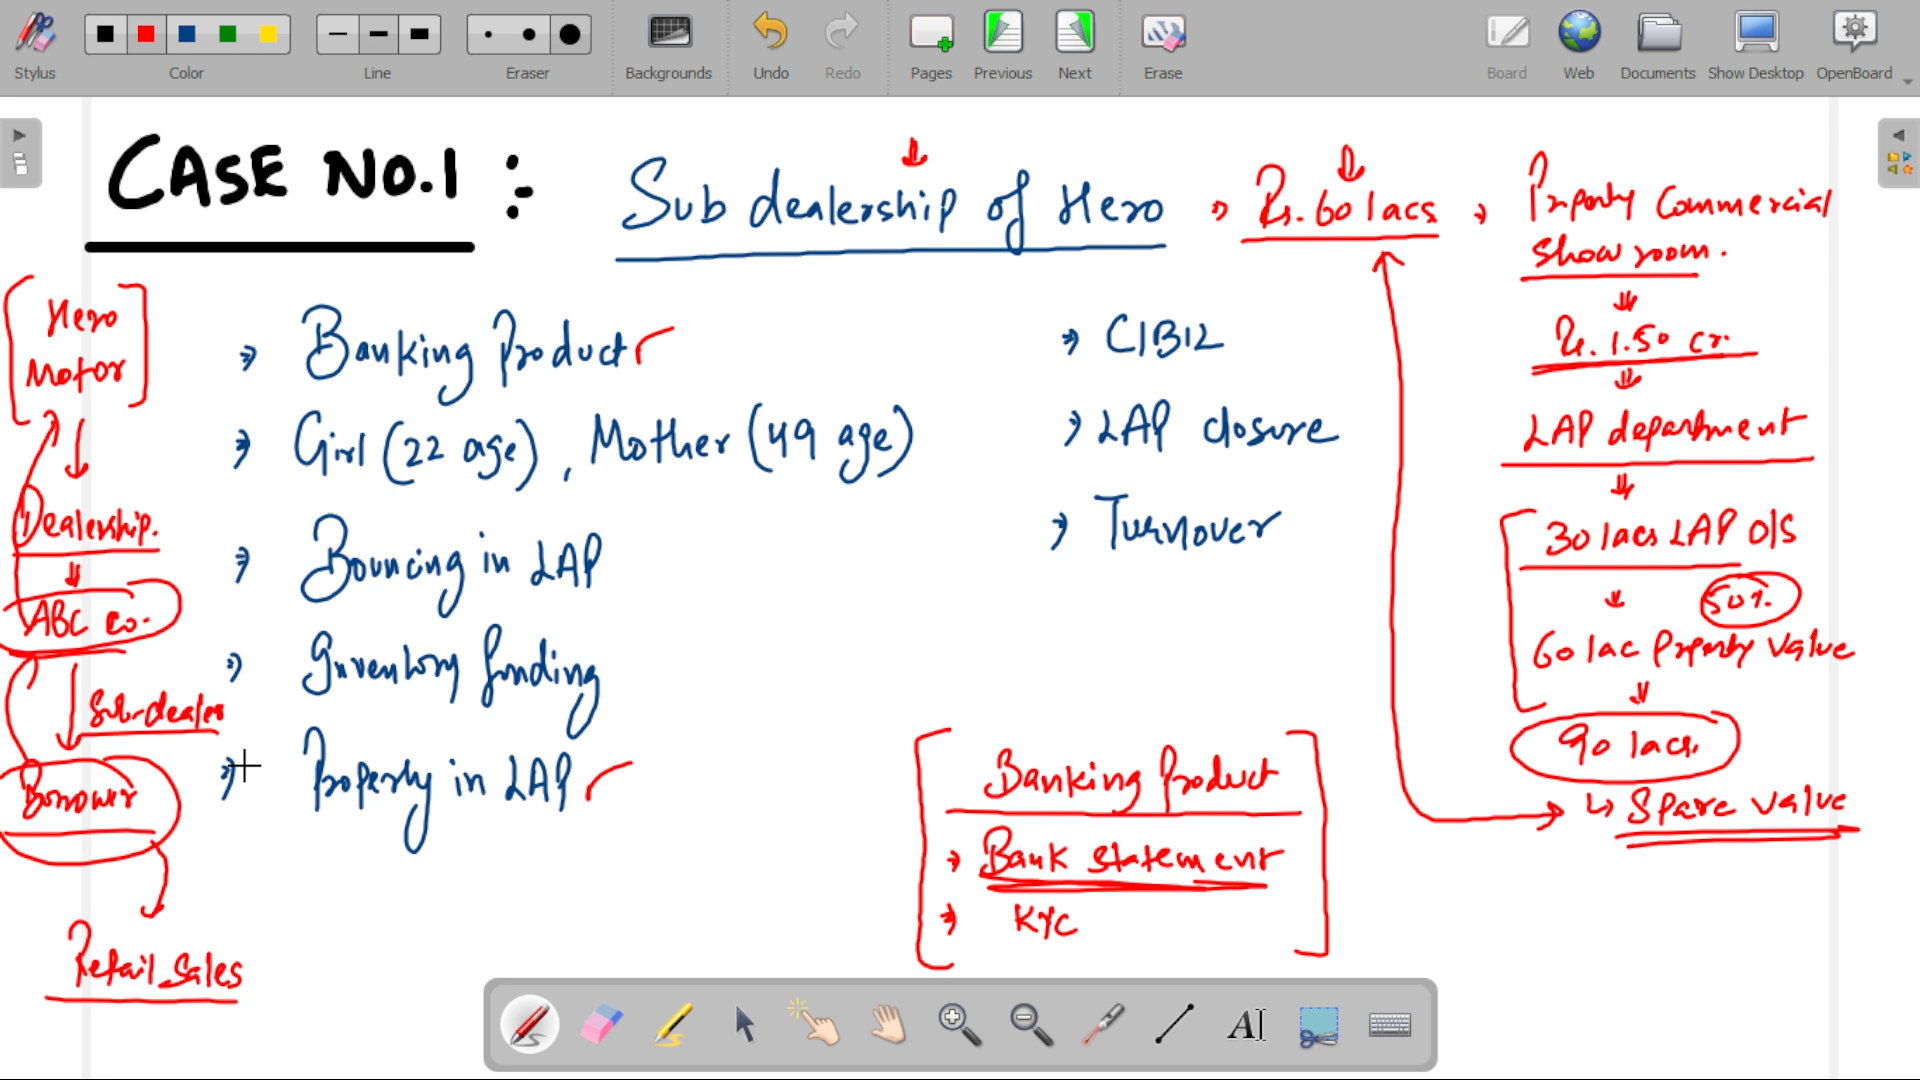 Stylus
Color
Line
Eraser
Backgrounds
Undo
Redo
Pages
Previous
Next
Erase
Board
Web
Documents
Show Desktop
OpenBoard
CASE NO.1 :
Sub dealership of Hero → Rs. 60 lacs → Property Commercial
Show room.
Rs. 1.50 cr.
LAP department
30 lacs LAP O/S
50%
60 lac Property Value
90 lacs.
↳ Spare value
Hero
Motor
Dealership.
ABC co.
Sub-dealer
Borrower
Retail Sales
⇒ Banking Product
⇒ Girl (22 age), Mother (49 age)
⇒ Bouncing in LAP
⇒ Inventory funding
⇒ Property in LAP
⇒ CIBIL
⇒ LAP closure
⇒ Turnover
Banking Product
⇒ Bank statement
⇒ KYC
AI